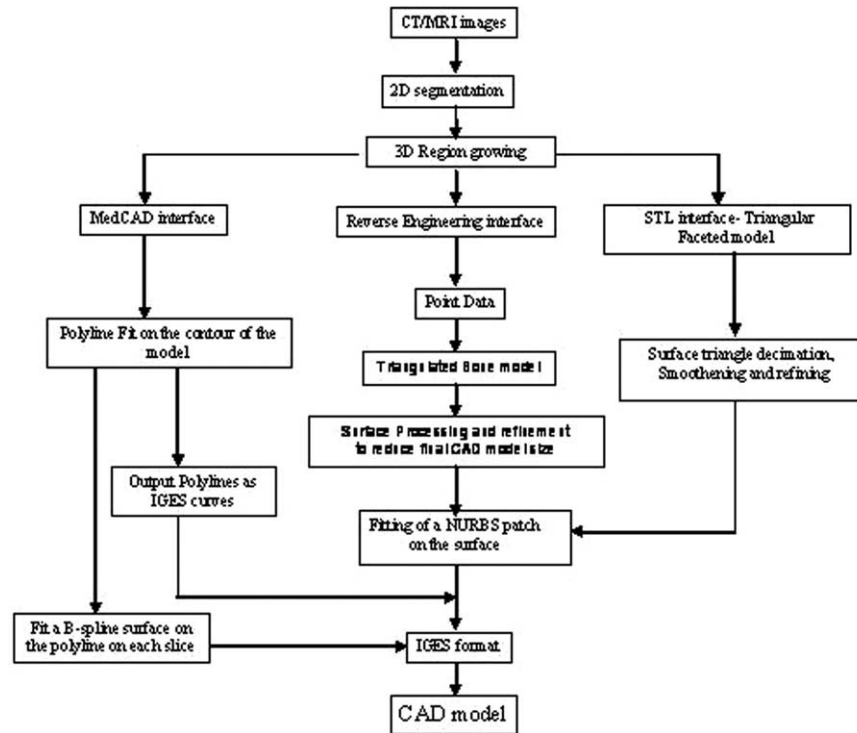 CT/MRI images
2D segmentation
3D Region growing
MedCAD interface
Reverse Engineering interface
STL interface- Triangular
Faceted model
Point Data
Polyline Fit on the contour of the
model
Triangulated Bone model
Surface triangle decimation,
Smoothening and refining
Surface Processing and refinement
to reduce final CAD model size
Output Polylines as
IGES curves
Fitting of a NURBS patch
on the surface
Fit a B-spline surface on
the polyline on each slice
IGES format
CAD model